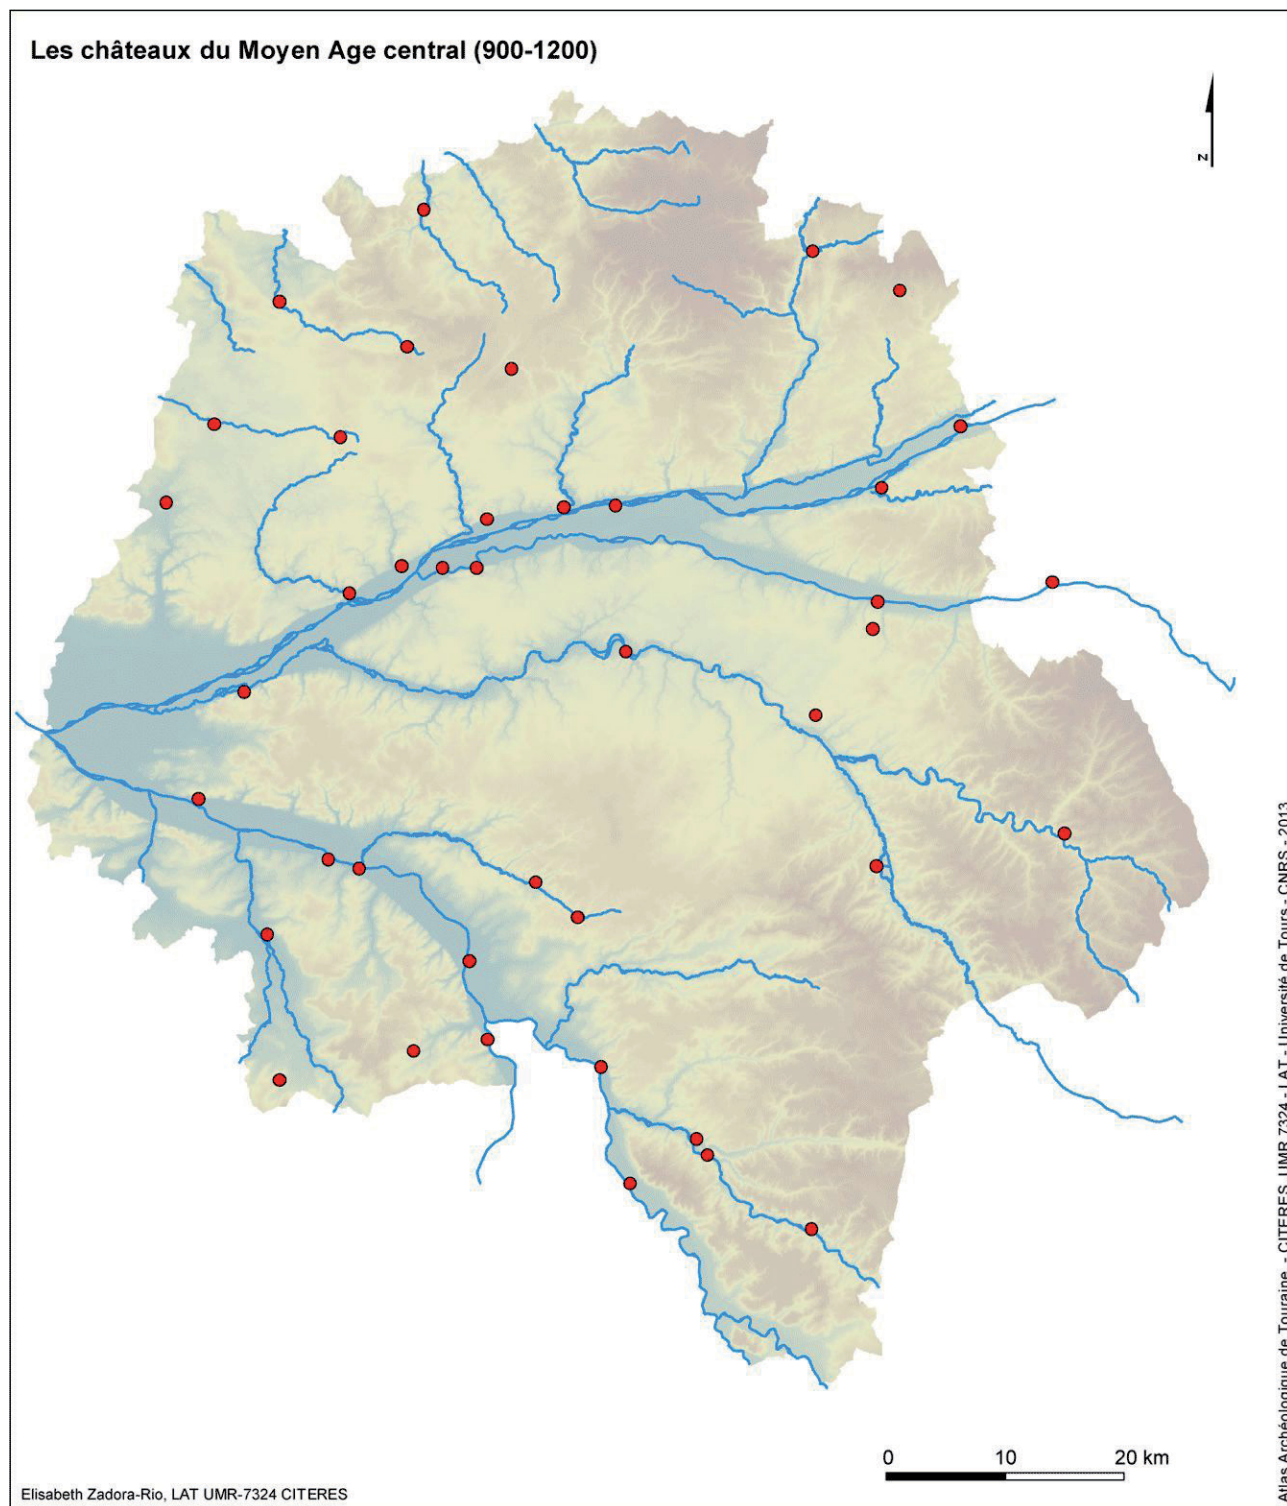 Les châteaux du Moyen Age central (900-1200)
N
Atlas Archéologique de Touraine - CITERES, UMR 7324 - LAT - Université de Tours - CNRS - 2013
0 10 20 km
Elisabeth Zadora-Rio, LAT UMR-7324 CITERES